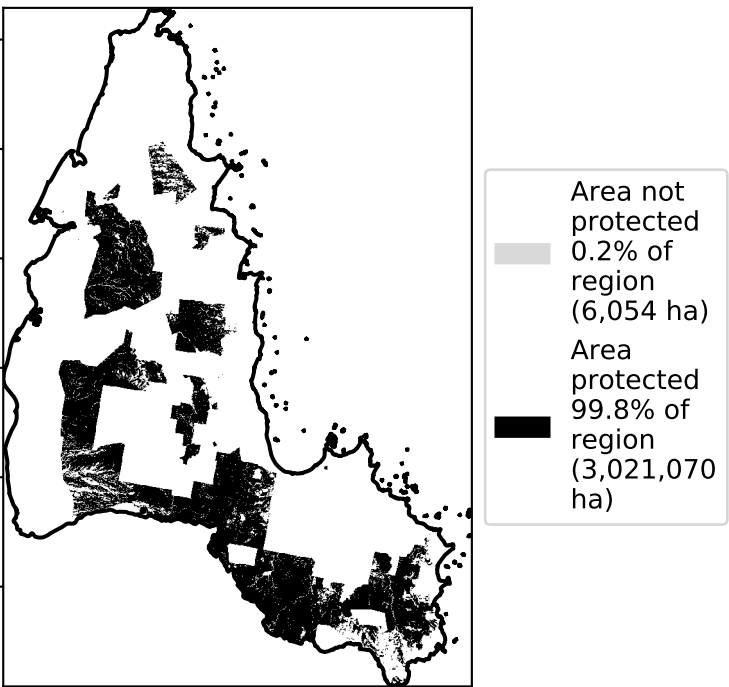 Area not
protected
0.2% of
region
(6,054 ha)
Area
protected
99.8% of
region
(3,021,070
ha)